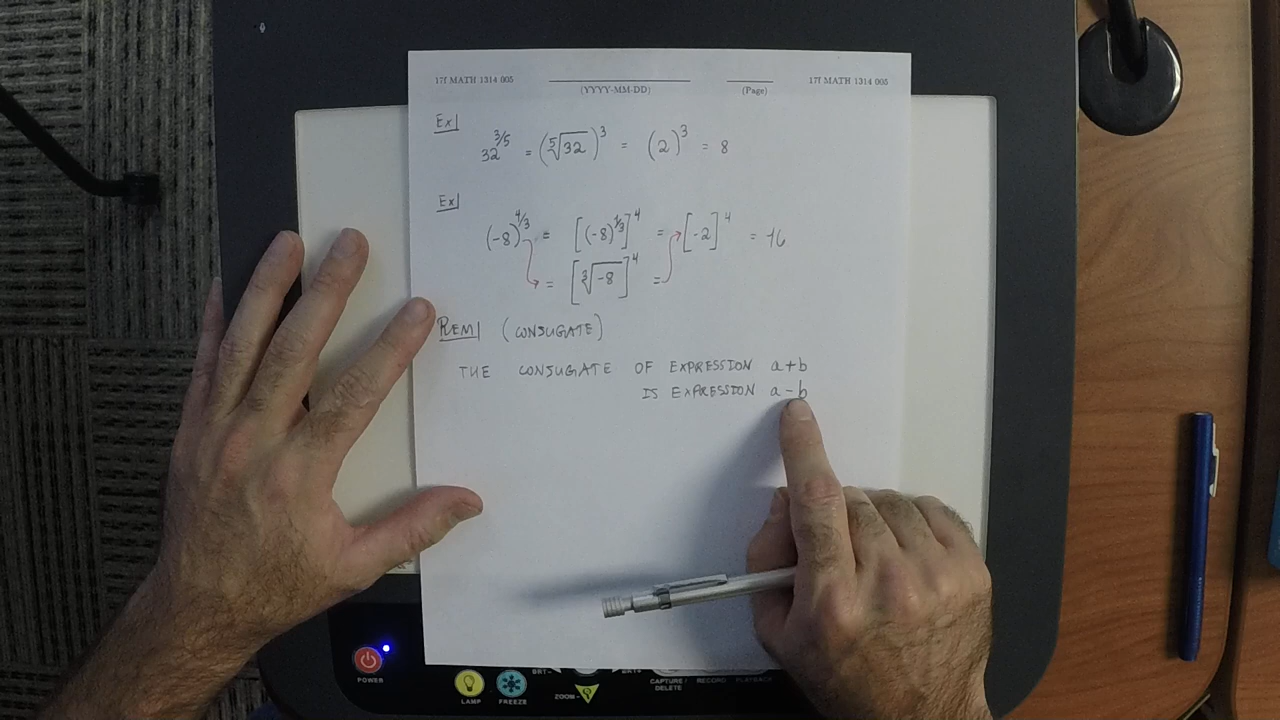 17f MATH 1314 005 (YYYY-MM-DD) (Page) 17f MATH 1314 005
Ex|
32^{3/5} = (\sqrt[5]{32})^3 = (2)^3 = 8
Ex|
(-8)^{4/3} = [(-8)^{1/3}]^4 = [-2]^4 = 16
= [\sqrt[3]{-8}]^4 =
REM| (CONJUGATE)
THE CONJUGATE OF EXPRESSION a+b
IS EXPRESSION a-b
POWER
LAMP
FREEZE
ZOOM
CAPTURE/
DELETE
RECORD
PLAYBACK